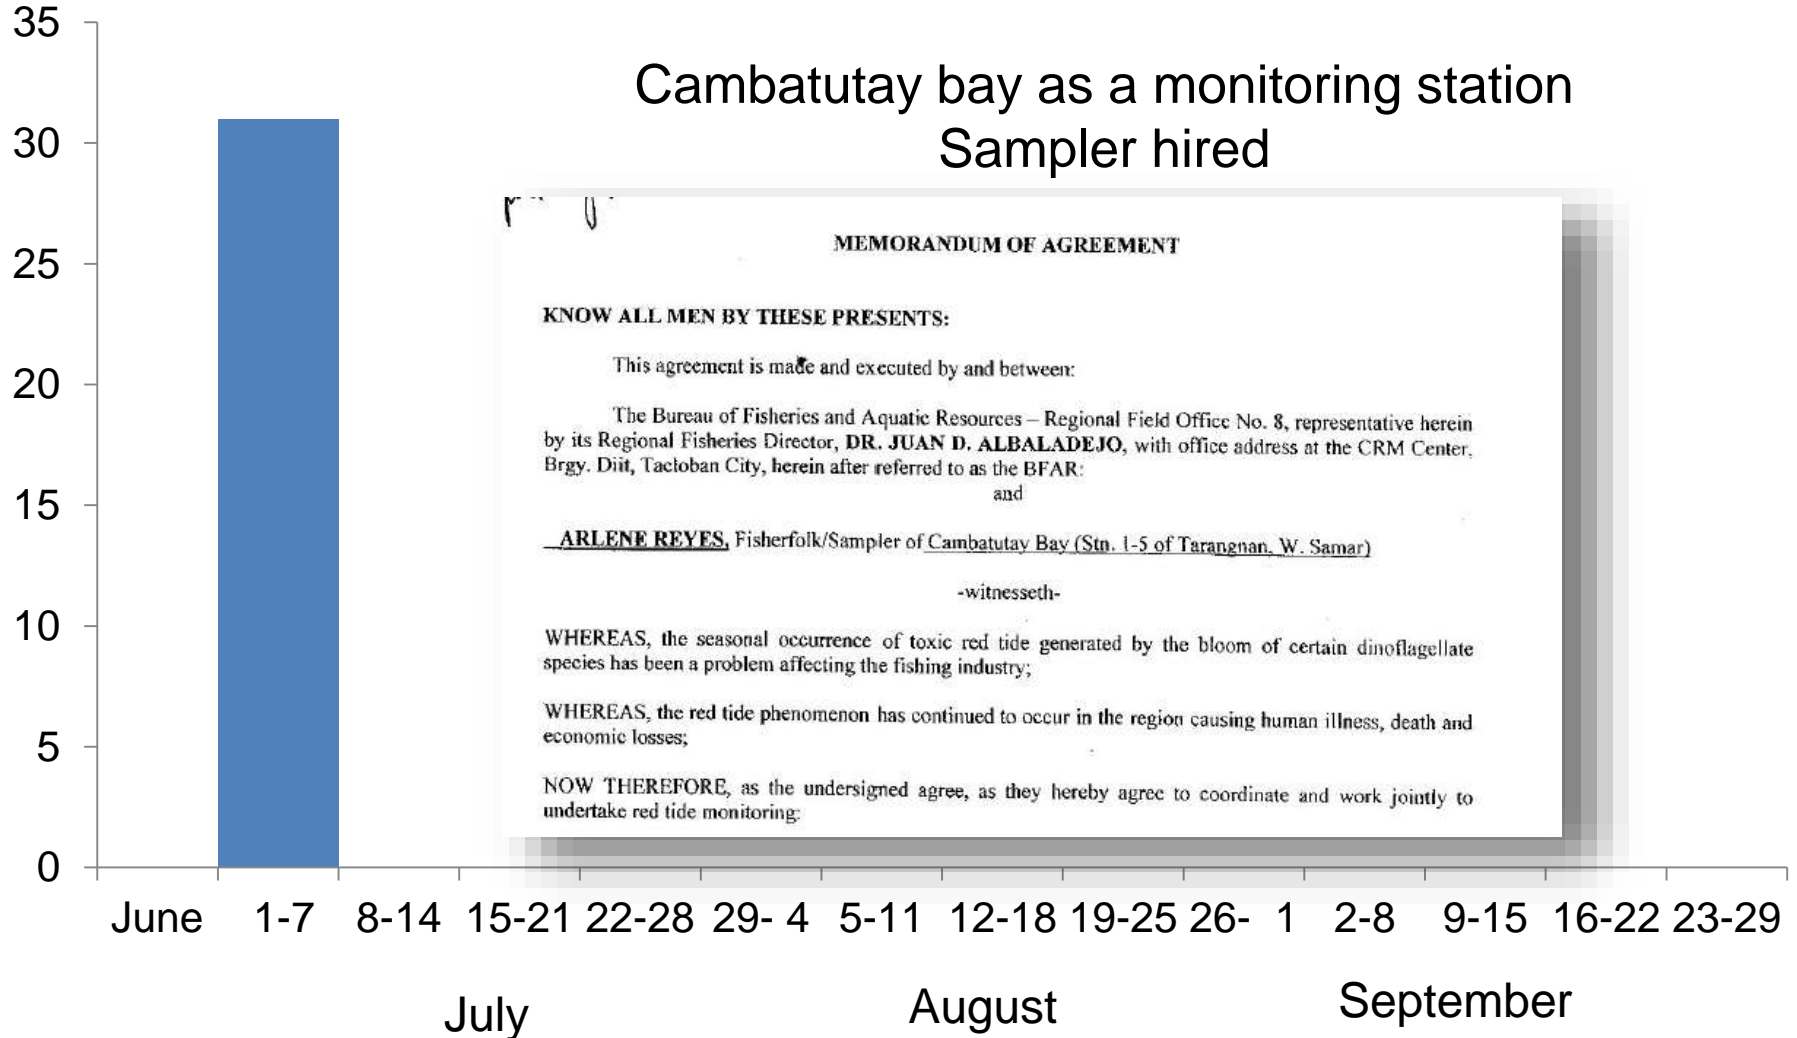 35
Cambatutay bay as a monitoring station
Sampler hired
30
25
20
15
10
5
0
MEMORANDUM OF AGREEMENT
KNOW ALL MEN BY THESE PRESENTS:
This agreement is made and executed by and between:
The Bureau of Fisheries and Aquatic Resources – Regional Field Office No. 8, representative herein
by its Regional Fisheries Director, DR. JUAN D. ALBALADEJO, with office address at the CRM Center,
Brgy. Diit, Tacloban City, herein after referred to as the BFAR:
and
ARLENE REYES, Fisherfolk/Sampler of Cambatutay Bay (Stn. 1-5 of Tarangnan, W. Samar)
-witnesseth-
WHEREAS, the seasonal occurrence of toxic red tide generated by the bloom of certain dinoflagellate
species has been a problem affecting the fishing industry;
WHEREAS, the red tide phenomenon has continued to occur in the region causing human illness, death and
economic losses;
NOW THEREFORE, as the undersigned agree, as they hereby agree to coordinate and work jointly to
undertake red tide monitoring:
June 1-7 8-14 15-21 22-28 29- 4 5-11 12-18 19-25 26- 1 2-8 9-15 16-22 23-29
July August September